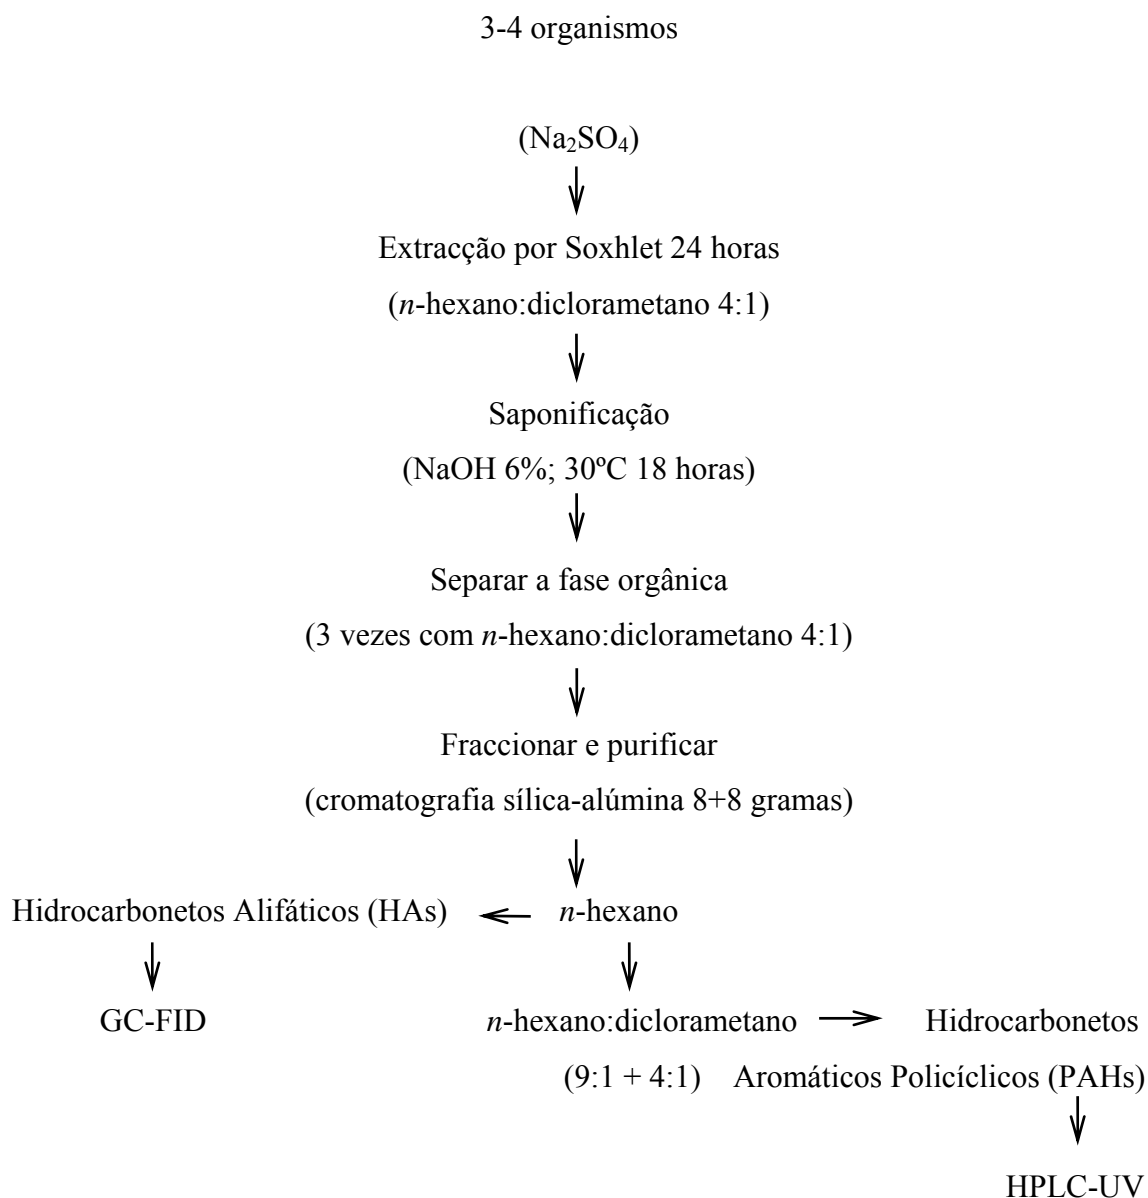 3-4 organismos
(Na₂SO₄)
Extracção por Soxhlet 24 horas
(n-hexano:diclorametano 4:1)
Saponificação
(NaOH 6%; 30ºC 18 horas)
Separar a fase orgânica
(3 vezes com n-hexano:diclorametano 4:1)
Fraccionar e purificar
(cromatografia sílica-alúmina 8+8 gramas)
Hidrocarbonetos Alifáticos (HAs)
n-hexano
GC-FID
n-hexano:diclorametano
Hidrocarbonetos
(9:1 + 4:1)
Aromáticos Policíclicos (PAHs)
HPLC-UV